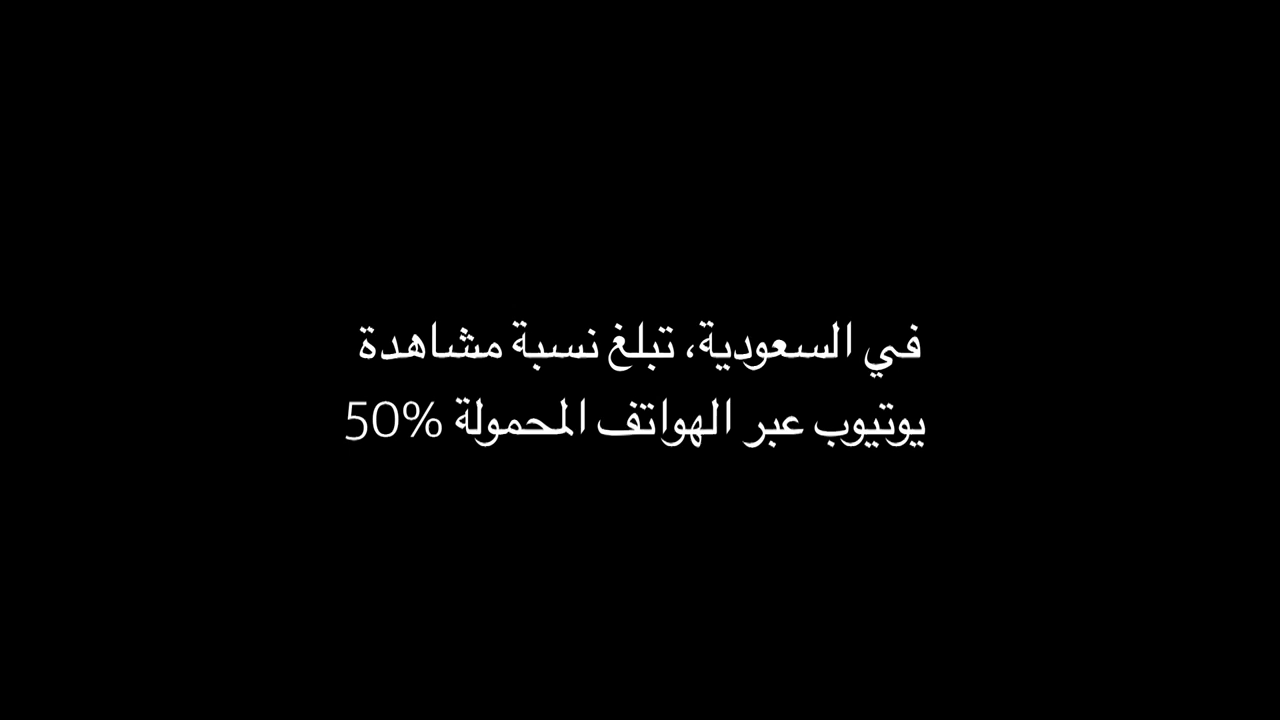 في السعودية، تبلغ نسبة مشاهدة
يوتيوب عبر الهواتف المحمولة 50%